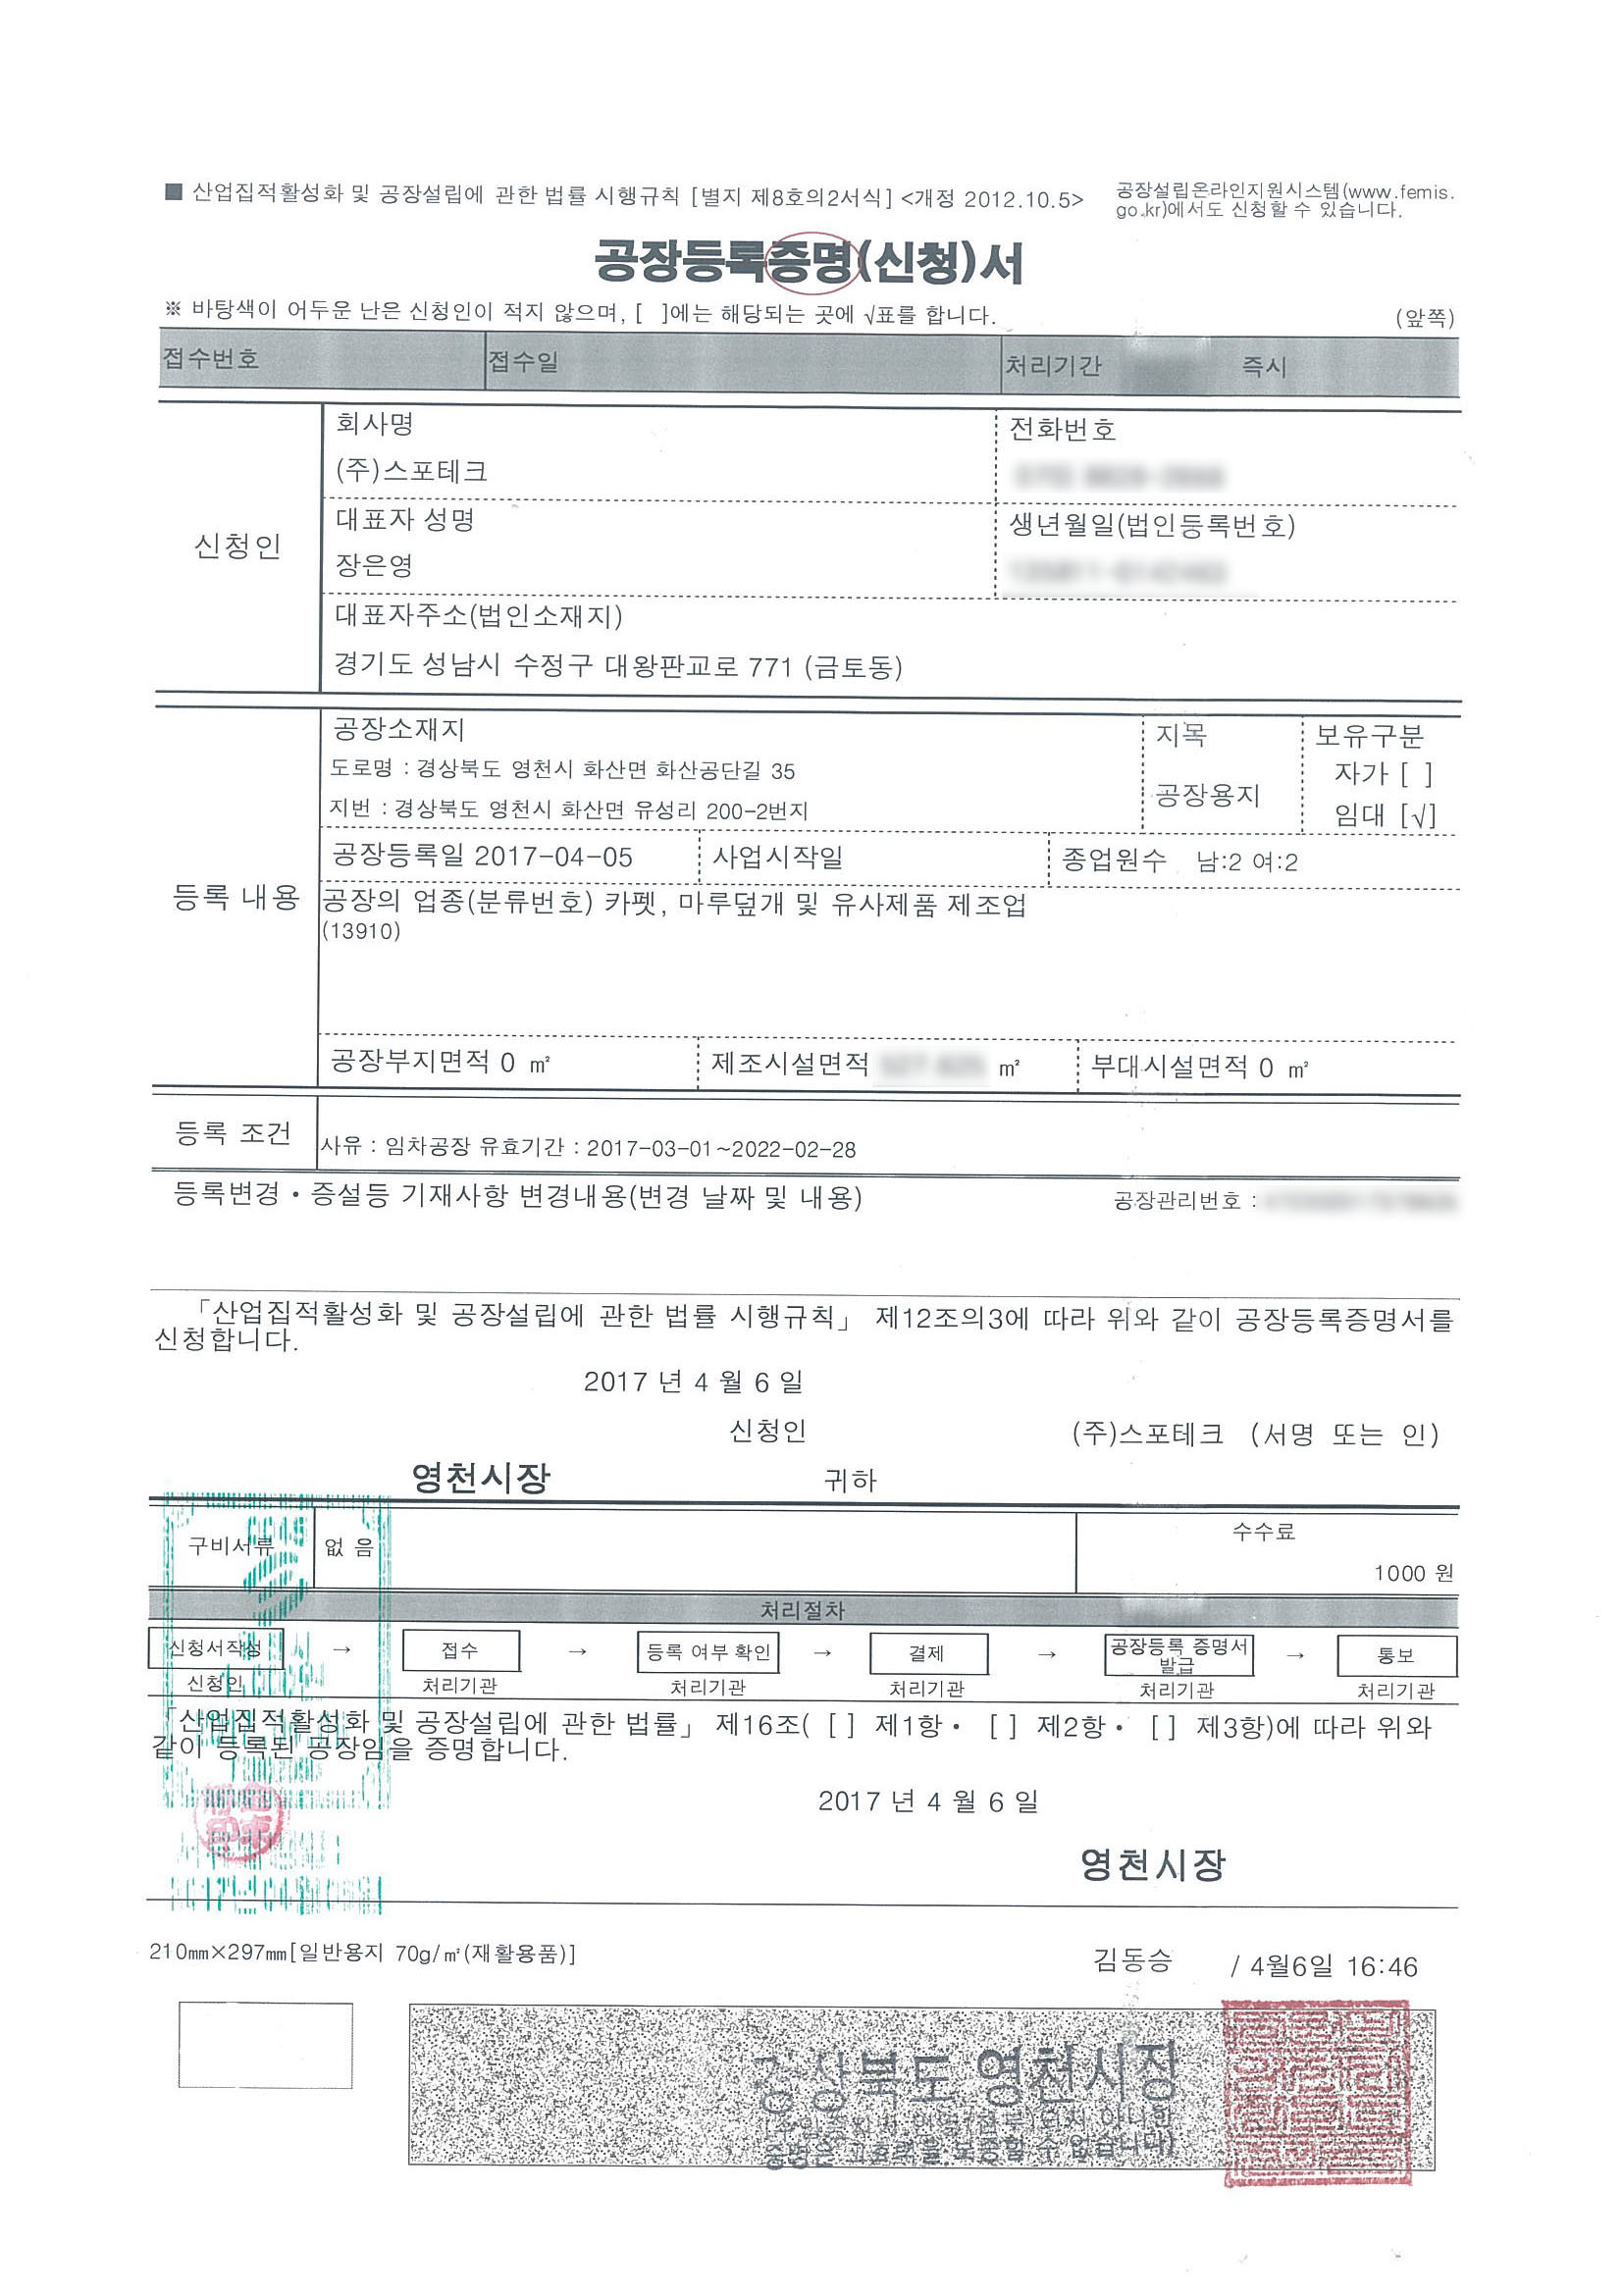 ■ 산업집적활성화 및 공장설립에 관한 법률 시행규칙 [별지 제8호의2서식] <개정 2012.10.5>
공장설립온라인지원시스템(www.femis.
go.kr)에서도 신청할 수 있습니다.
공장등록증명(신청)서
※ 바탕색이 어두운 난은 신청인이 적지 않으며, [ ]에는 해당되는 곳에 √표를 합니다.
(앞쪽)
접수번호 접수일 처리기간 즉시
신청인
회사명 전화번호
(주)스포테크
대표자 성명 생년월일(법인등록번호)
장은영
대표자주소(법인소재지)
경기도 성남시 수정구 대왕판교로 771 (금토동)
등록 내용
공장소재지 지목 보유구분
도로명 : 경상북도 영천시 화산면 화산공단길 35 자가 [ ]
공장용지
지번 : 경상북도 영천시 화산면 유성리 200-2번지 임대 [√]
공장등록일 2017-04-05 사업시작일 종업원수 남:2 여:2
공장의 업종(분류번호) 카펫, 마루덮개 및 유사제품 제조업
(13910)
공장부지면적 0 ㎡ 제조시설면적 ㎡ 부대시설면적 0 ㎡
등록 조건
사유 : 임차공장 유효기간 : 2017-03-01~2022-02-28
등록변경・증설등 기재사항 변경내용(변경 날짜 및 내용) 공장관리번호 :
「산업집적활성화 및 공장설립에 관한 법률 시행규칙」 제12조의3에 따라 위와 같이 공장등록증명서를
신청합니다.
2017 년 4 월 6 일
신청인 (주)스포테크 (서명 또는 인)
영천시장 귀하
구비서류 없 음 수수료
1000 원
처리절차
신청서작성 → 접수 → 등록 여부 확인 → 결제 → 공장등록 증명서 발급 → 통보
신청인 처리기관 처리기관 처리기관 처리기관 처리기관
「산업집적활성화 및 공장설립에 관한 법률」 제16조( [ ] 제1항・ [ ] 제2항・ [ ] 제3항)에 따라 위와
같이 등록된 공장임을 증명합니다.
2017 년 4 월 6 일
영천시장
210㎜×297㎜[일반용지 70g/㎡(재활용품)]
김동승 / 4월6일 16:46
경상북도 영천시장
증명은 그 효력을 보증할 수 없습니다)